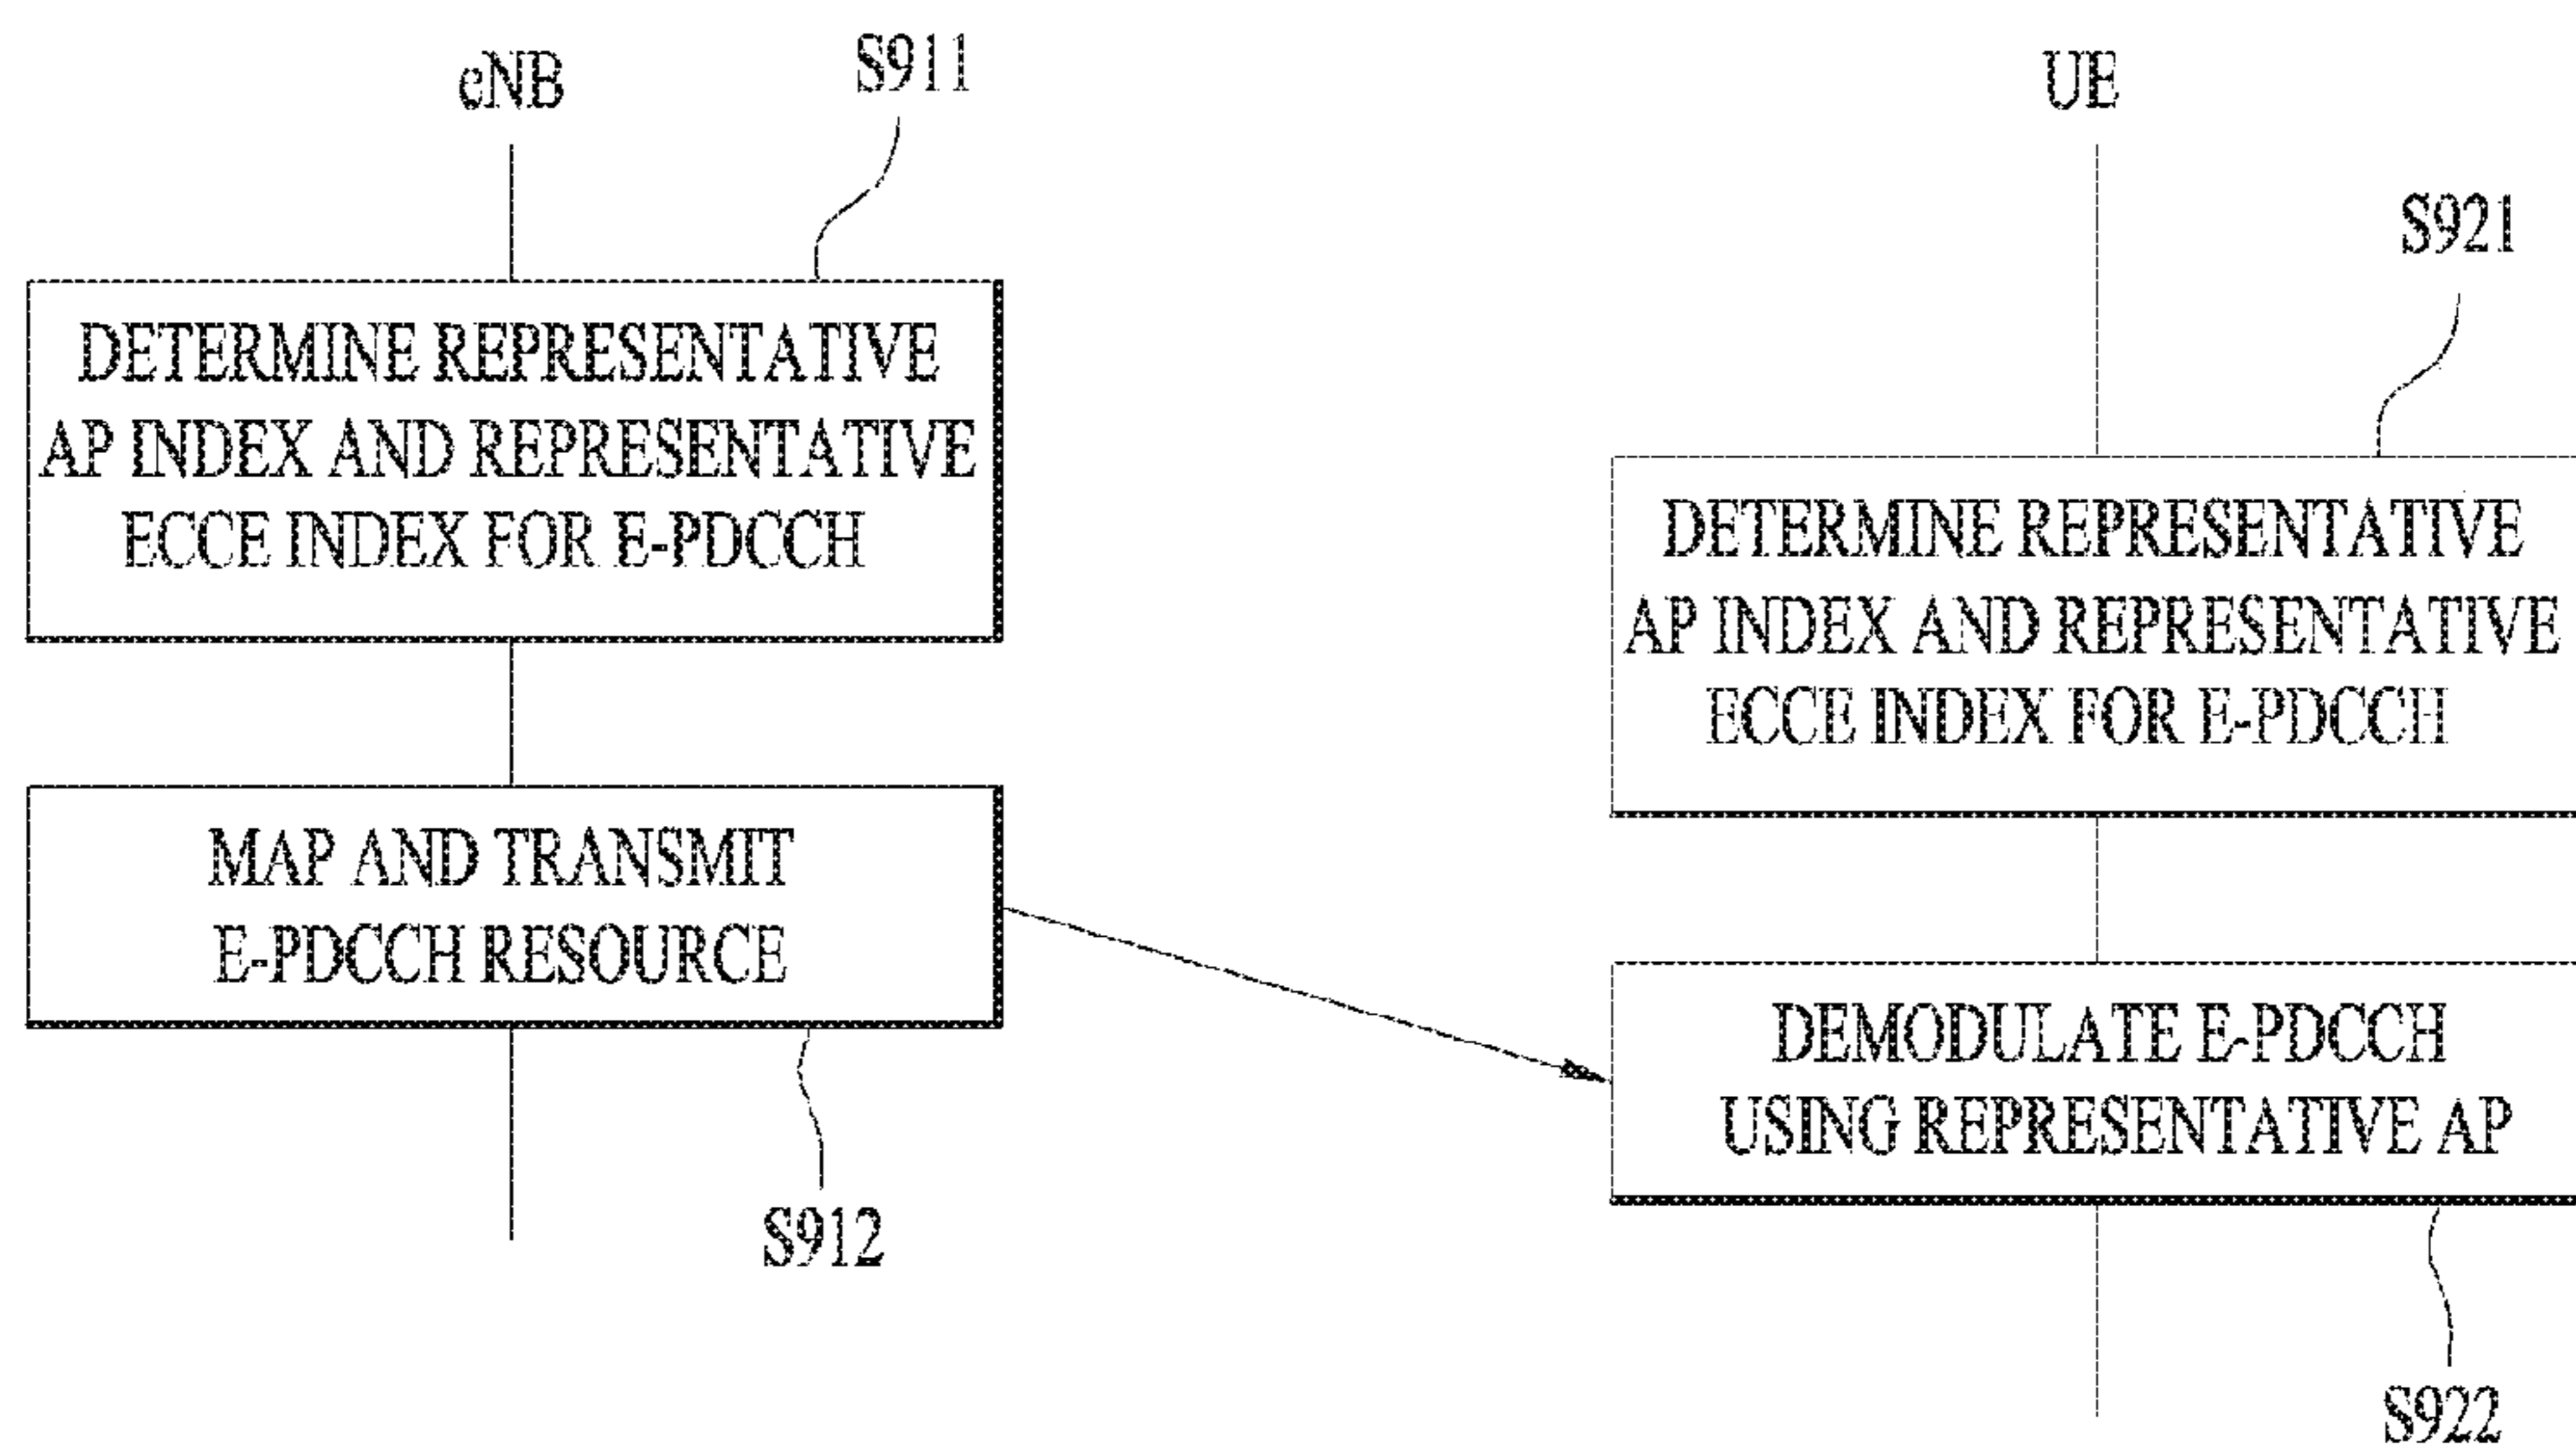 eNB
S911
DETERMINE REPRESENTATIVE
AP INDEX AND REPRESENTATIVE
ECCE INDEX FOR E-PDCCH
MAP AND TRANSMIT
E-PDCCH RESOURCE
S912
UE
S921
DETERMINE REPRESENTATIVE
AP INDEX AND REPRESENTATIVE
ECCE INDEX FOR E-PDCCH
DEMODULATE E-PDCCH
USING REPRESENTATIVE AP
S922